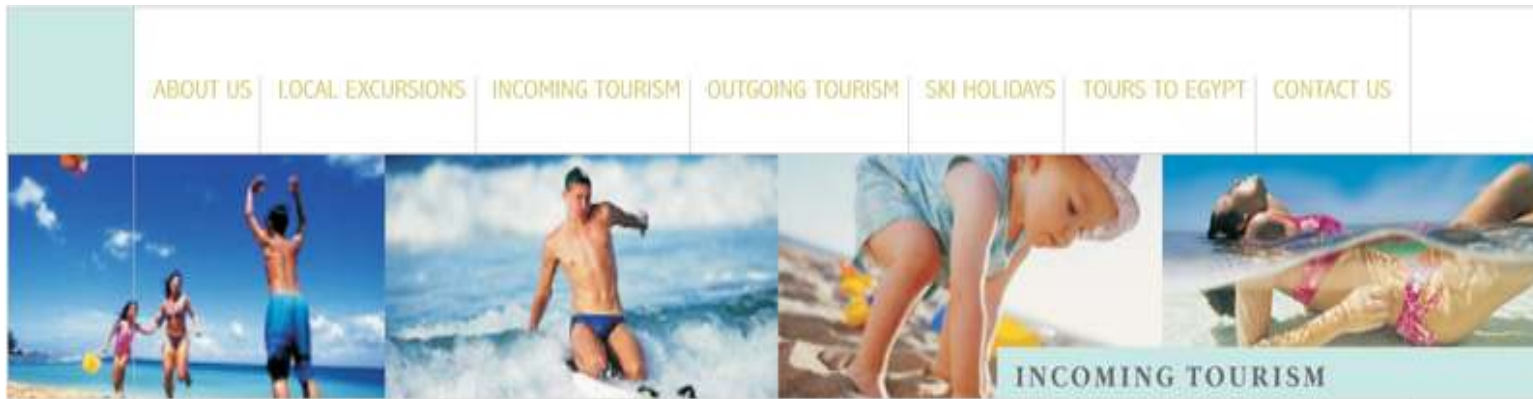 ABOUT US LOCAL EXCURSIONS INCOMING TOURISM OUTGOING TOURISM SKI HOLIDAYS TOURS TO EGYPT CONTACT US
INCOMING TOURISM